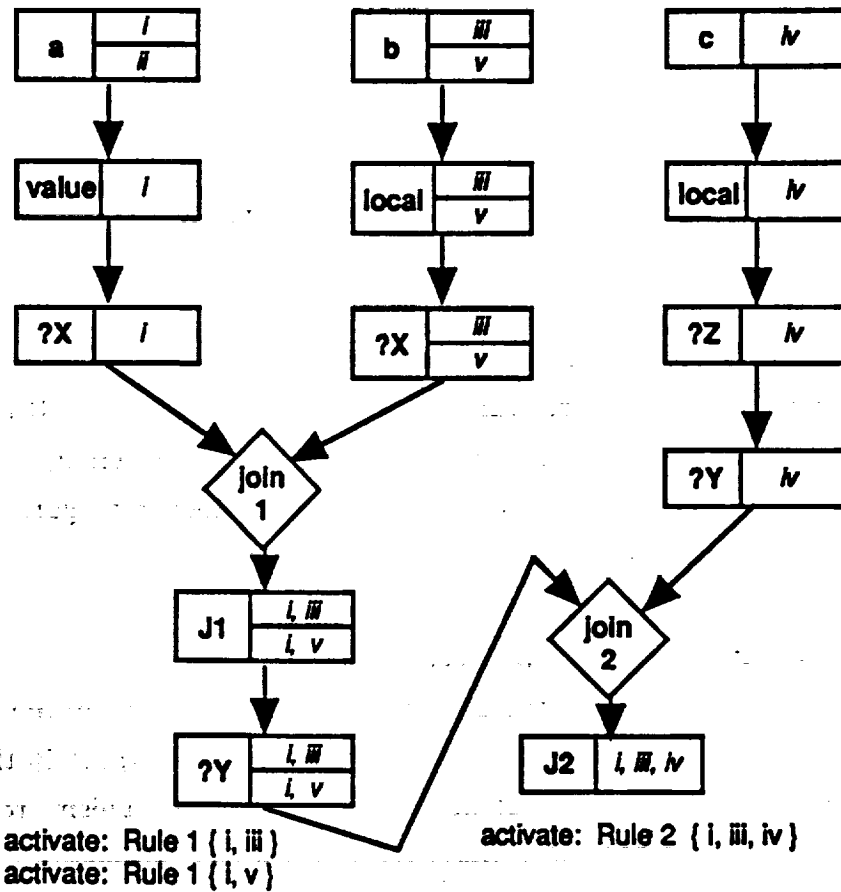 a i
ii
b iii
v
c iv
value i
local iii
v
local iv
?X i
?X iii
v
?Z iv
?Y iv
join
1
J1 i, iii
i, v
join
2
?Y i, iii
i, v
J2 i, iii, iv
activate: Rule 1 { i, iii }
activate: Rule 1 { i, v }
activate: Rule 2 { i, iii, iv }